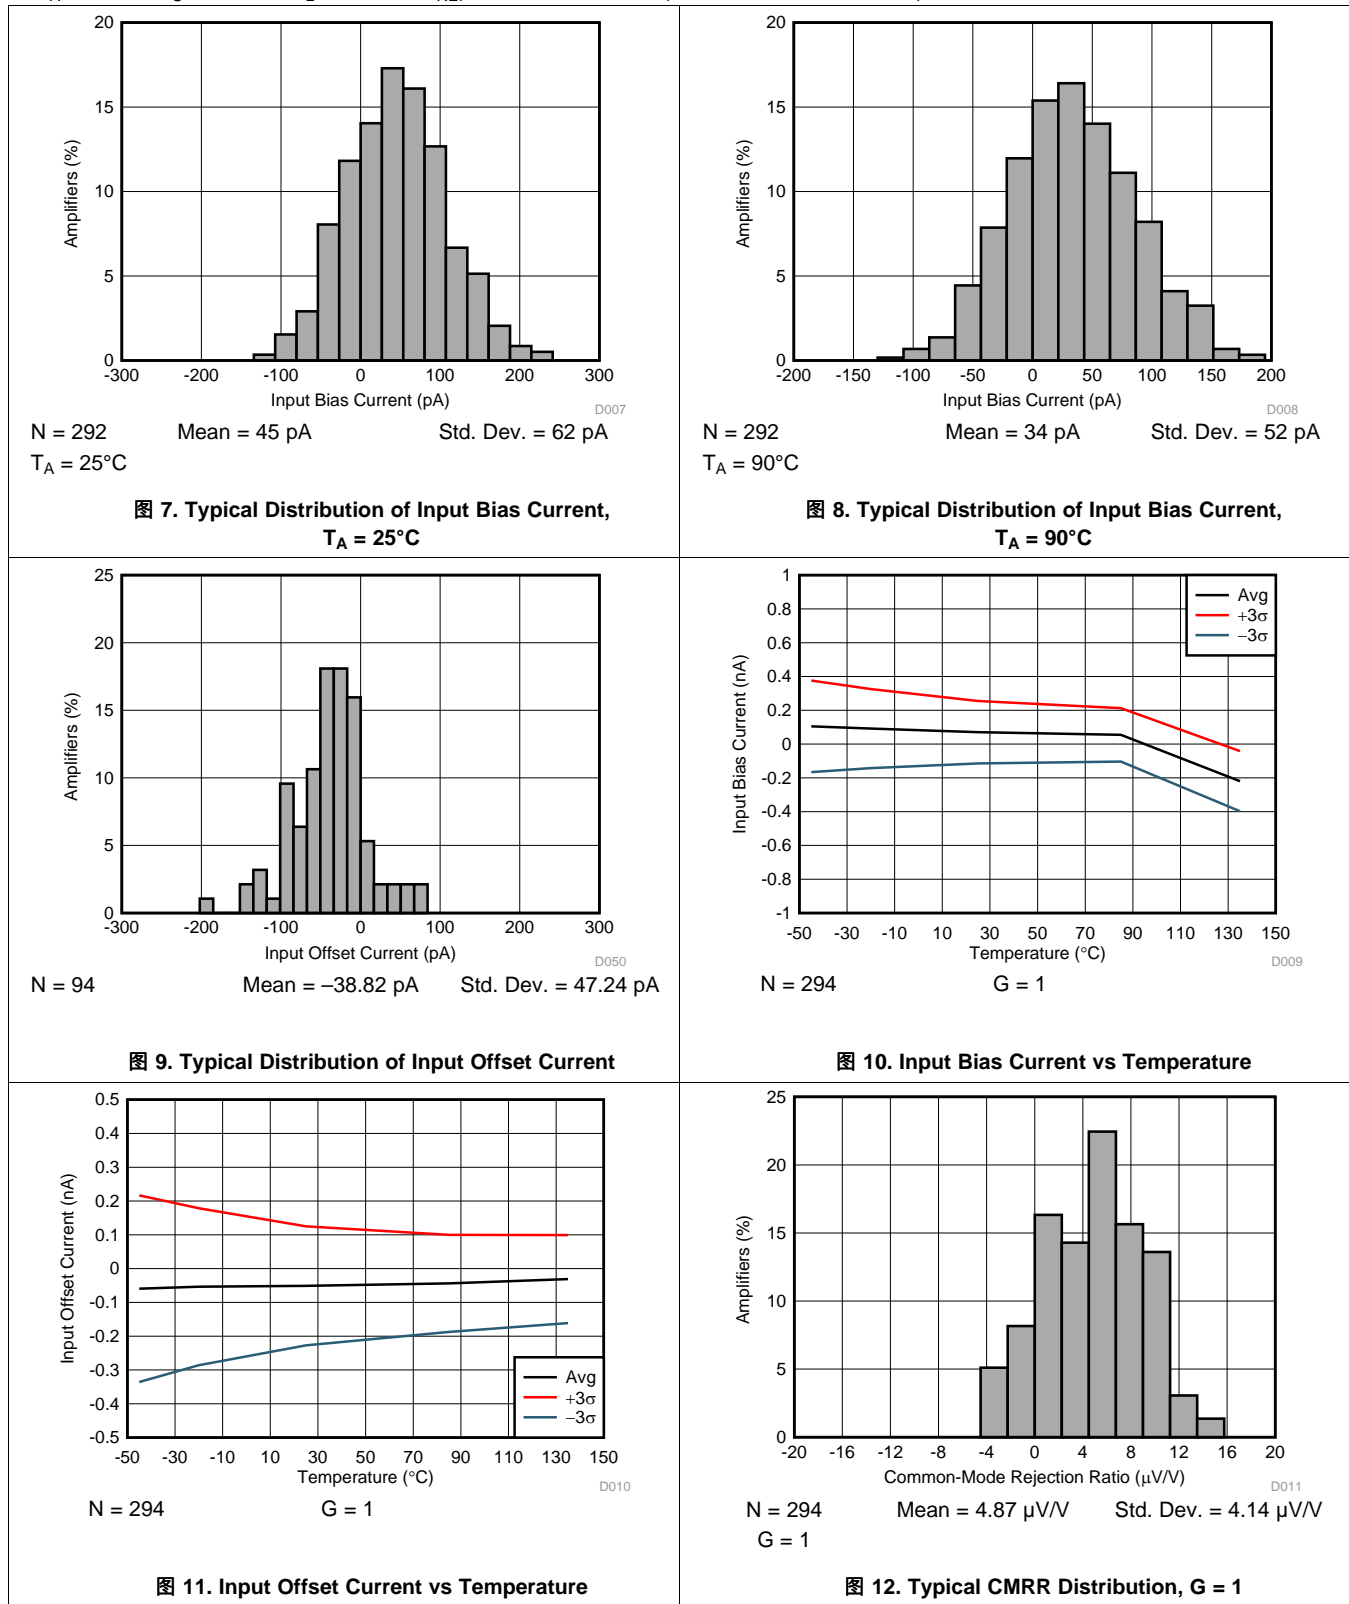 20
15
10
5
0
Amplifiers (%)
-300 -200 -100 0 100 200 300
Input Bias Current (pA)
D007
N = 292 Mean = 45 pA Std. Dev. = 62 pA
TA = 25°C
图 7. Typical Distribution of Input Bias Current,
TA = 25°C
20
15
10
5
0
Amplifiers (%)
-200 -150 -100 -50 0 50 100 150 200
Input Bias Current (pA)
D008
N = 292 Mean = 34 pA Std. Dev. = 52 pA
TA = 90°C
图 8. Typical Distribution of Input Bias Current,
TA = 90°C
25
20
15
10
5
0
Amplifiers (%)
-300 -200 -100 0 100 200 300
Input Offset Current (pA)
D050
N = 94 Mean = –38.82 pA Std. Dev. = 47.24 pA
图 9. Typical Distribution of Input Offset Current
1
0.8
0.6
0.4
0.2
0
-0.2
-0.4
-0.6
-0.8
-1
Input Bias Current (nA)
Avg
+3σ
−3σ
-50 -30 -10 10 30 50 70 90 110 130 150
Temperature (°C)
D009
N = 294 G = 1
图 10. Input Bias Current vs Temperature
0.5
0.4
0.3
0.2
0.1
0
-0.1
-0.2
-0.3
-0.4
-0.5
Input Offset Current (nA)
Avg
+3σ
−3σ
-50 -30 -10 10 30 50 70 90 110 130 150
Temperature (°C)
D010
N = 294 G = 1
图 11. Input Offset Current vs Temperature
25
20
15
10
5
0
Amplifiers (%)
-20 -16 -12 -8 -4 0 4 8 12 16 20
Common-Mode Rejection Ratio (μV/V)
D011
N = 294 Mean = 4.87 μV/V Std. Dev. = 4.14 μV/V
G = 1
图 12. Typical CMRR Distribution, G = 1